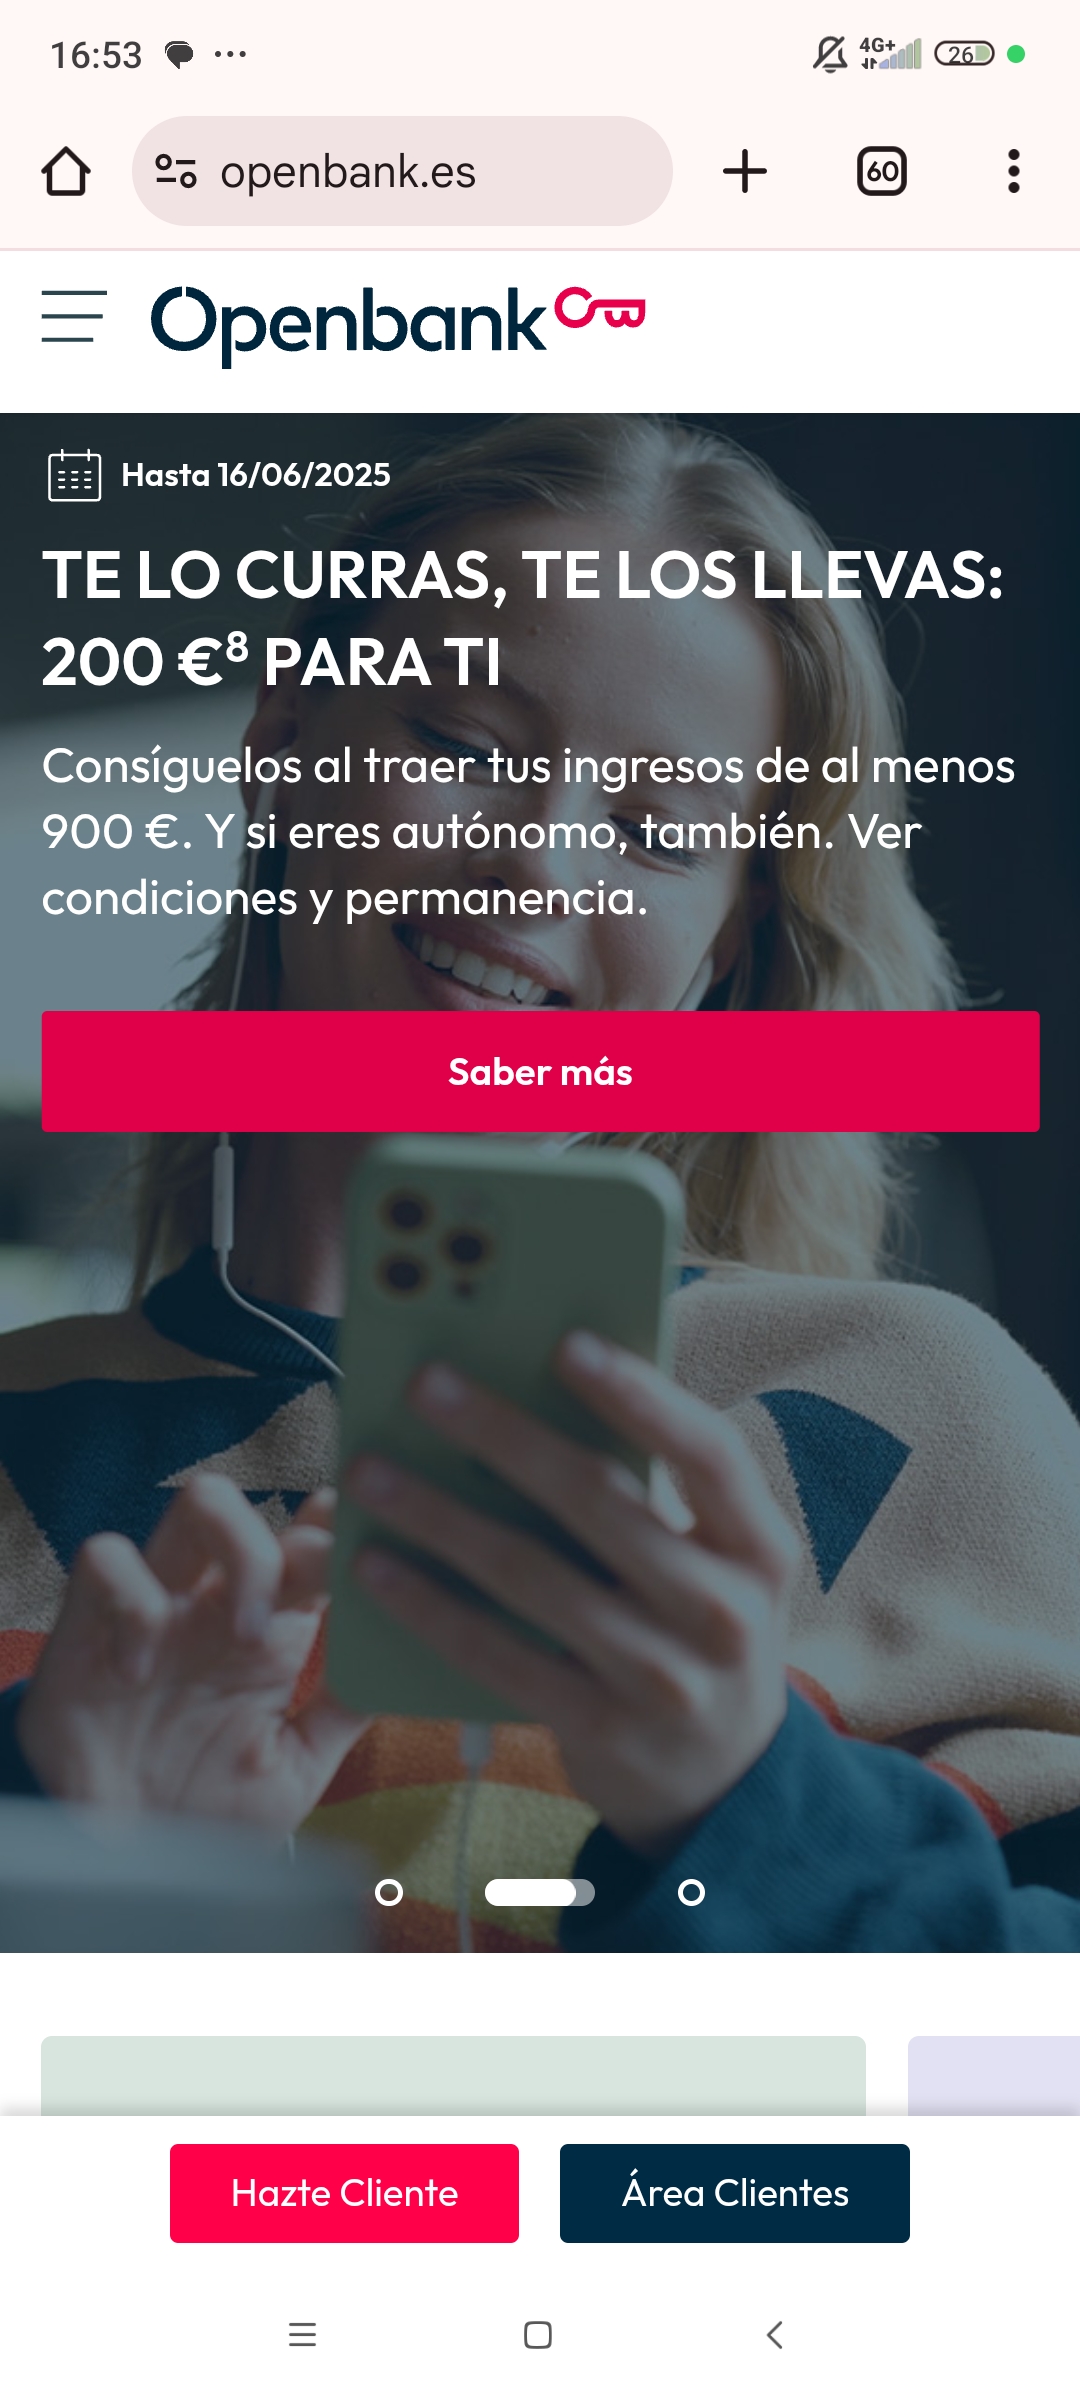 16:53
4G+
26
openbank.es
60
Openbank
Hasta 16/06/2025
TE LO CURRAS, TE LOS LLEVAS:
200 €⁸ PARA TI
Consíguelos al traer tus ingresos de al menos
900 €. Y si eres autónomo, también. Ver
condiciones y permanencia.
Saber más
Hazte Cliente
Área Clientes